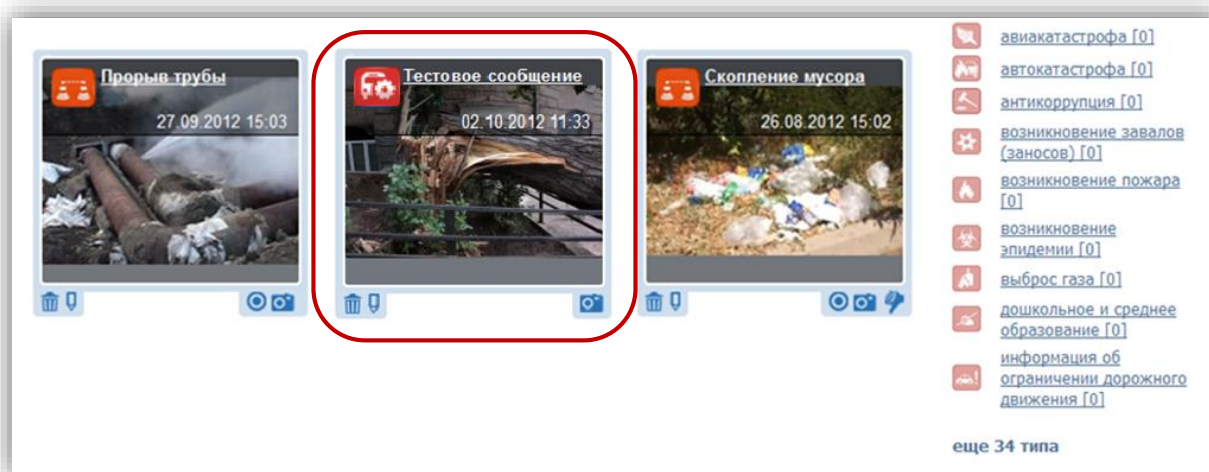 Прорыв трубы
27.09.2012 15:03
Тестовое сообщение
02.10.2012 11:33
Скопление мусора
26.08.2012 15:02
авиакатастрофа [0]
автокатастрофа [0]
антикоррупция [0]
возникновение завалов
(заносов) [0]
возникновение пожара
[0]
возникновение
эпидемии [0]
выброс газа [0]
дошкольное и среднее
образование [0]
информация об
ограничении дорожного
движения [0]
еще 34 типа